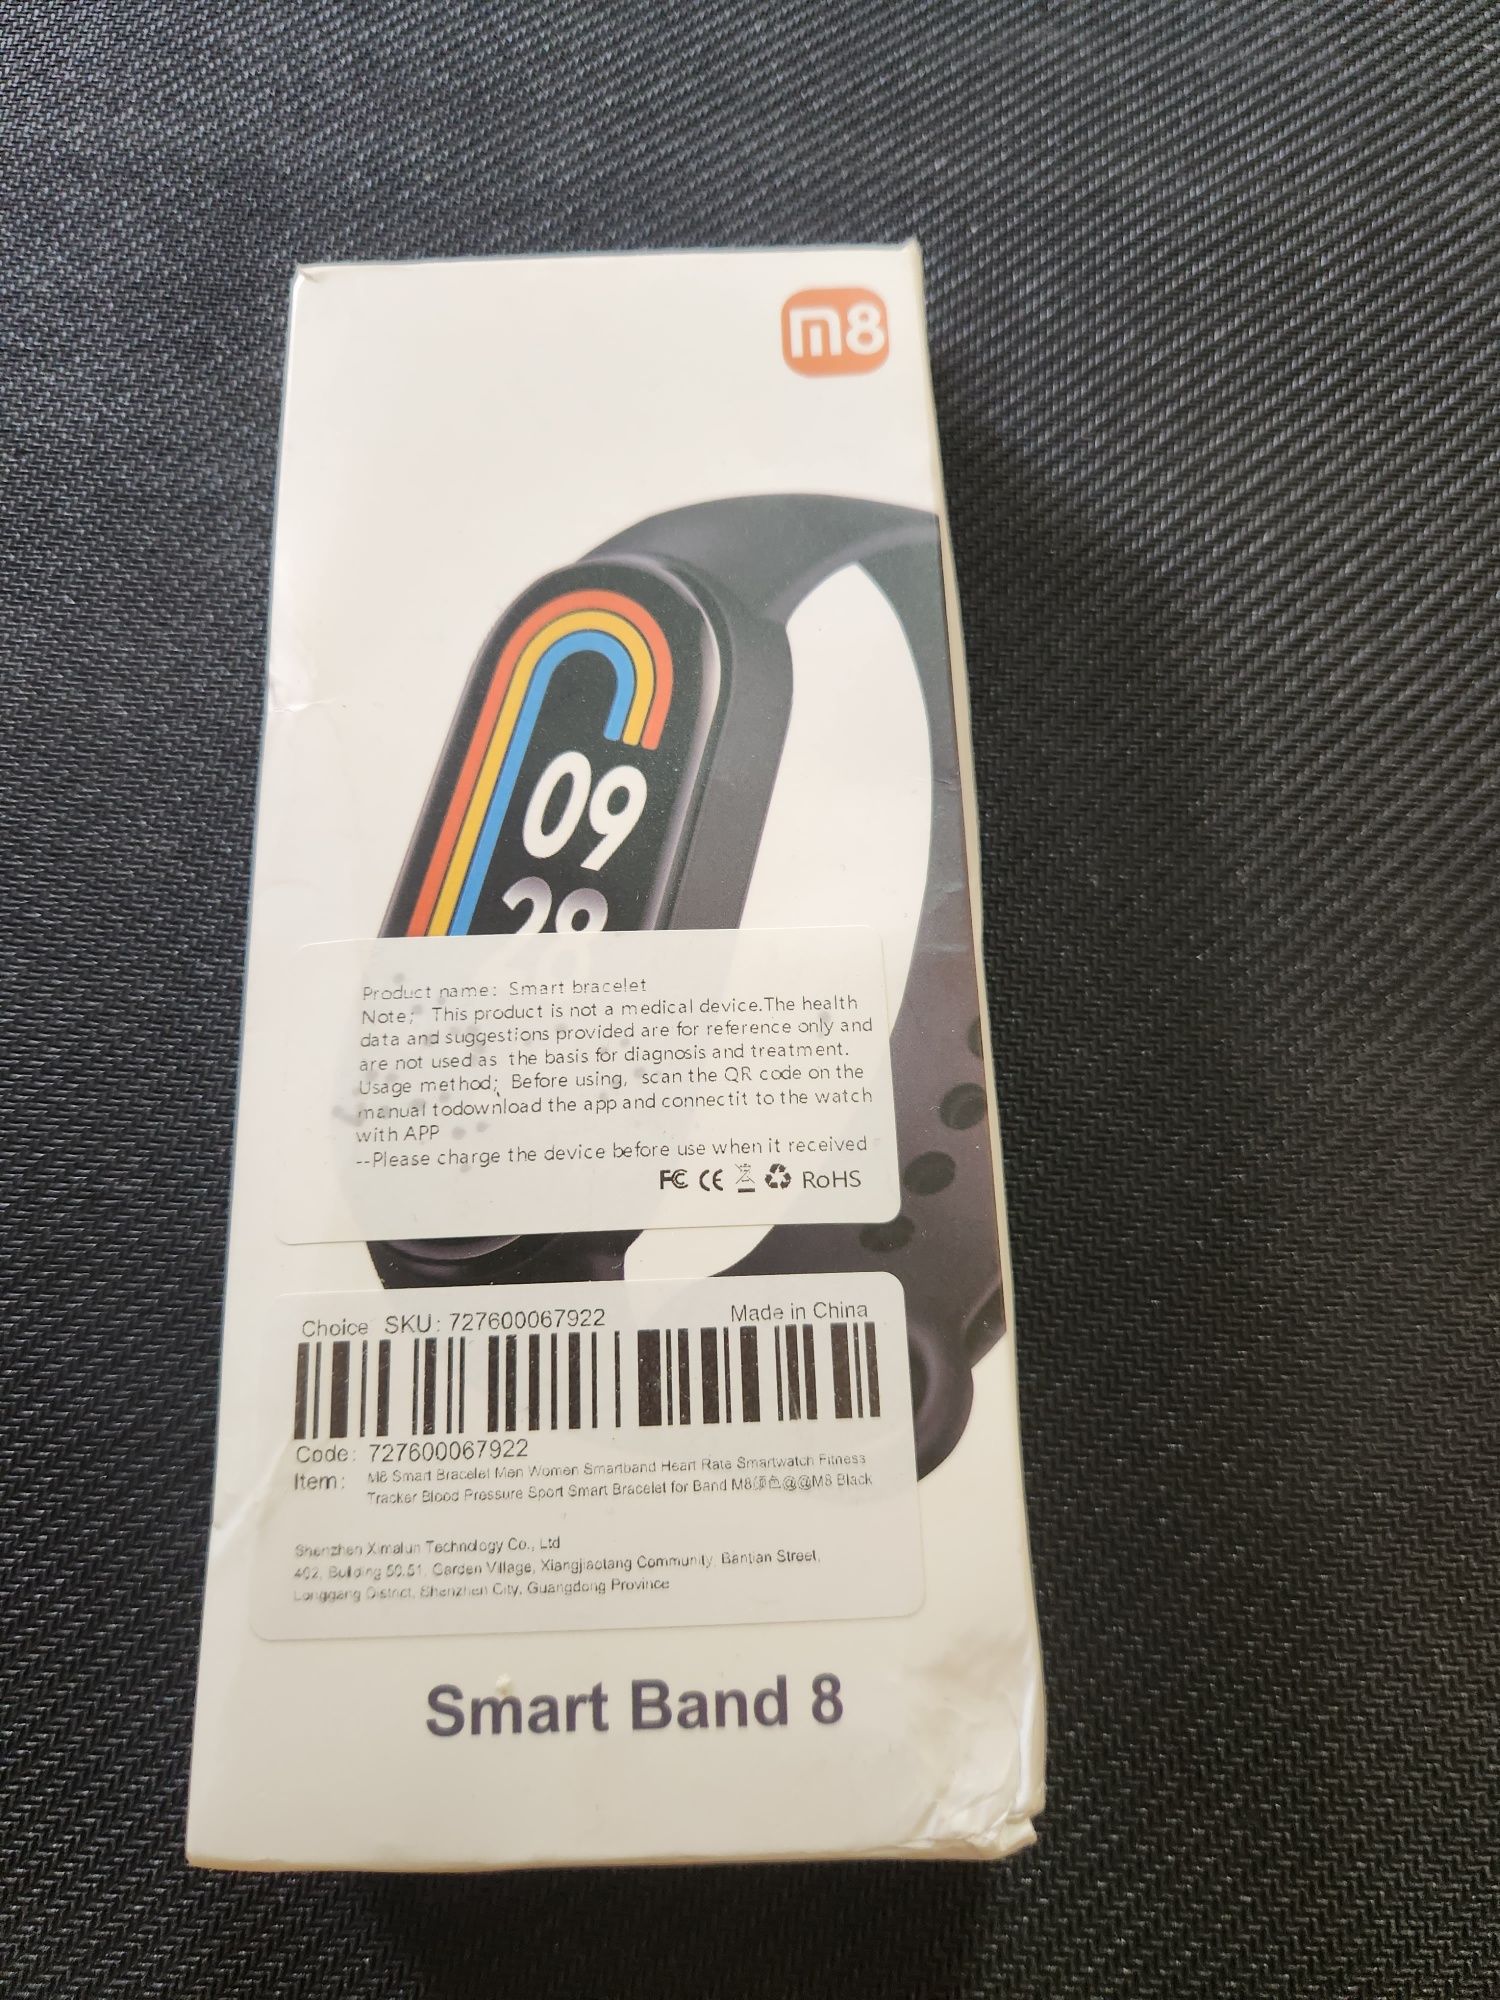 m8
09
28
Product name: Smart bracelet
Note; This product is not a medical device.The health
data and suggestions provided are for reference only and
are not used as the basis for diagnosis and treatment.
Usage method; Before using, scan the QR code on the
manual todownload the app and connectit to the watch
with APP
--Please charge the device before use when it received
FC CE RoHS
Choice SKU: 727600067922 Made in China
Code: 727600067922
Item: M8 Smart Bracelet Men Women Smartband Heart Rate Smartwatch Fitness
Tracker Blood Pressure Sport Smart Bracelet for Band M8 @@M8 Black
Shenzhen Ximalun Technology Co., Ltd
402, Building 50.51, Garden Village, Xiangjiaotang Community, Bantian Street,
Longgang District, Shenzhen City, Guangdong Province
Smart Band 8